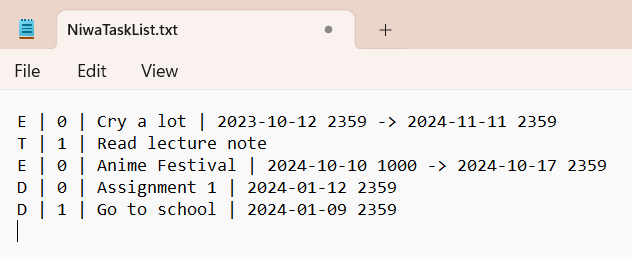 NiwaTaskList.txt
File Edit View
E | 0 | Cry a lot | 2023-10-12 2359 -> 2024-11-11 2359
T | 1 | Read lecture note
E | 0 | Anime Festival | 2024-10-10 1000 -> 2024-10-17 2359
D | 0 | Assignment 1 | 2024-01-12 2359
D | 1 | Go to school | 2024-01-09 2359